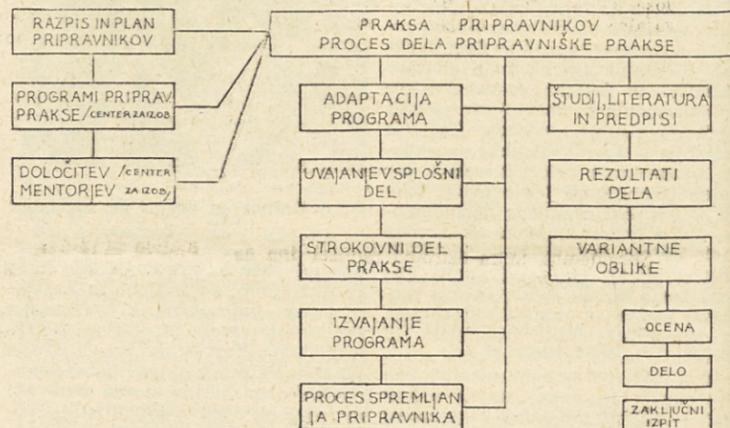 RAZPIS IN PLAN
PRIPRAVNIKOV
PROGRAMI PRIPRAV.
PRAKSE/CENTER ZA IZOB.
DOLOČITEV /CENTER
MENTORJEV ZA IZOB/
PRAKSA PRIPRAVNIKOV
PROCES DELA PRIPRAVNIŠKE PRAKSE
ADAPTACIJA
PROGRAMA
UVAJANJE V SPLOŠNI
DEL
STROKOVNI DEL
PRAKSE
IZVAJANJE
PROGRAMA
PROCES SPREMLJAN
JA PRIPRAVNIKA
ŠTUDIJ, LITERATURA
IN PREDPISI
REZULTATI
DELA
VARIANTNE
OBLIKE
OCENA
DELO
ZAKLJUČNI
IZPIT